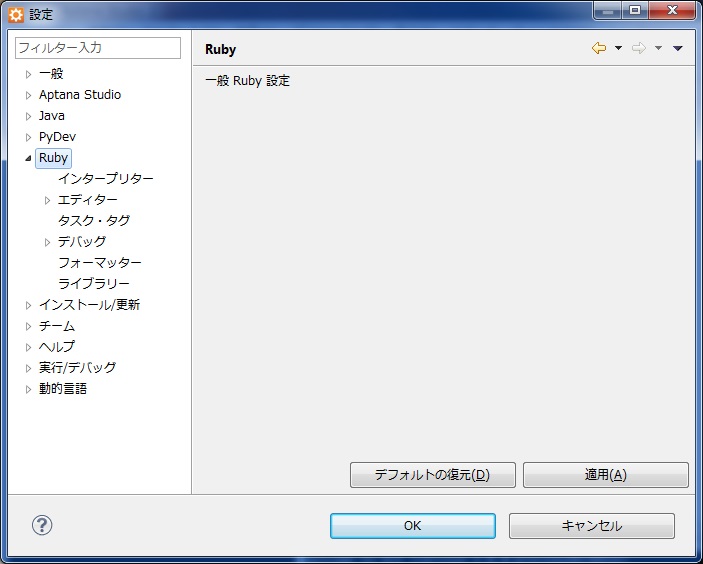 設定
フィルター入力
一般
Aptana Studio
Java
PyDev
Ruby
インタープリター
エディター
タスク・タグ
デバッグ
フォーマッター
ライブラリー
インストール/更新
チーム
ヘルプ
実行/デバッグ
動的言語
Ruby
一般 Ruby 設定
デフォルトの復元(D)
適用(A)
?
OK
キャンセル